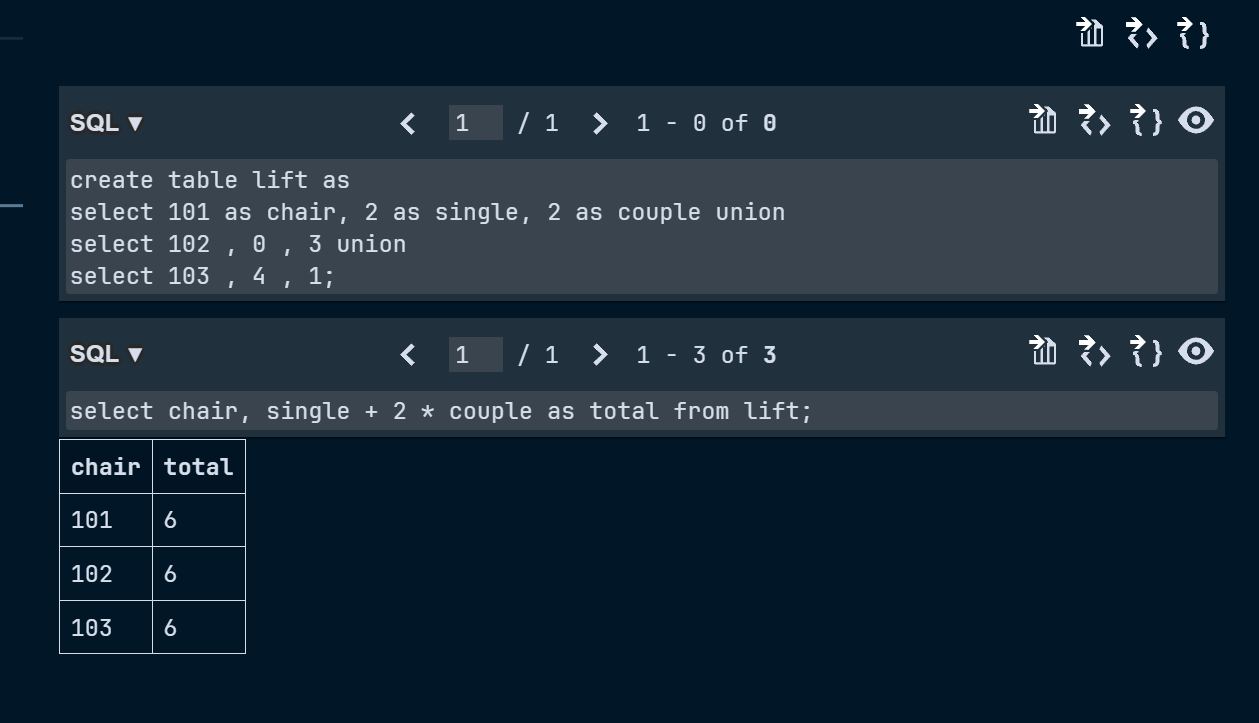 SQL ▼ 1 / 1 1 - 0 of 0
create table lift as
select 101 as chair, 2 as single, 2 as couple union
select 102 , 0 , 3 union
select 103 , 4 , 1;
SQL ▼ 1 / 1 1 - 3 of 3
select chair, single + 2 * couple as total from lift;
chair total
101 6
102 6
103 6